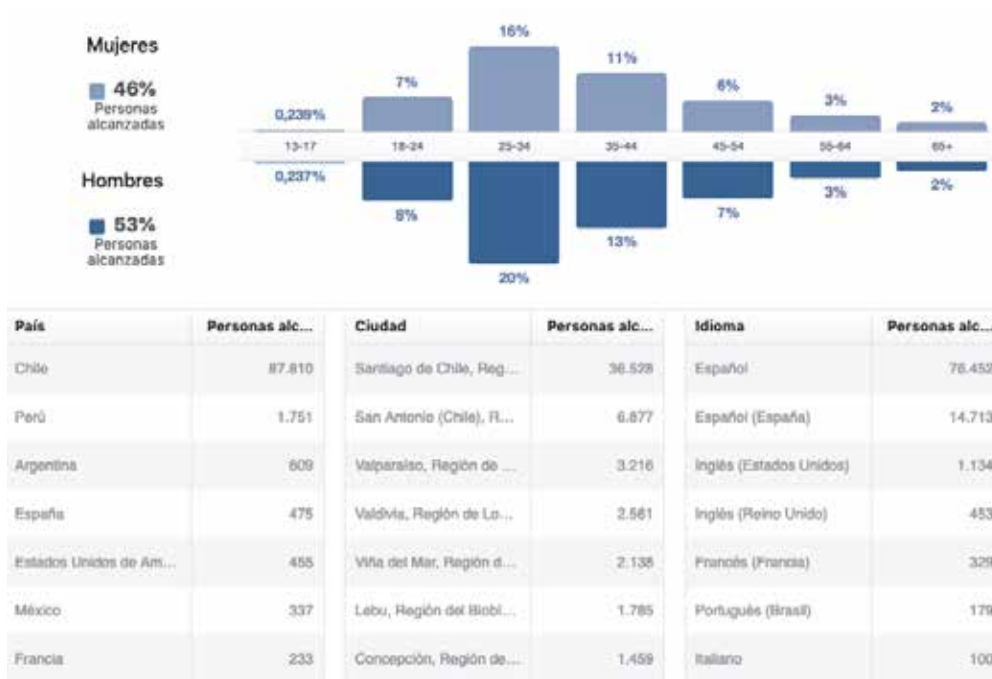 Mujeres
46%
Personas
alcanzadas
Hombres
53%
Personas
alcanzadas
0,239% 7% 16% 11% 6% 3% 2%
13-17 18-24 25-34 35-44 45-54 55-64 65+
0,237% 8% 20% 13% 7% 3% 2%
País Personas alc... Ciudad Personas alc... Idioma Personas alc...
Chile 87.810 Santiago de Chile, Reg... 36.528 Español 76.452
Perú 1.751 San Antonio (Chile), R... 6.877 Español (España) 14.713
Argentina 609 Valparaíso, Región de ... 3.216 Inglés (Estados Unidos) 1.134
España 475 Valdivia, Región de Lo... 2.561 Inglés (Reino Unido) 453
Estados Unidos de Am... 455 Viña del Mar, Región d... 2.138 Francés (Francia) 329
México 337 Lebu, Región del Biobí... 1.785 Portugués (Brasil) 179
Francia 233 Concepción, Región de... 1.459 Italiano 100